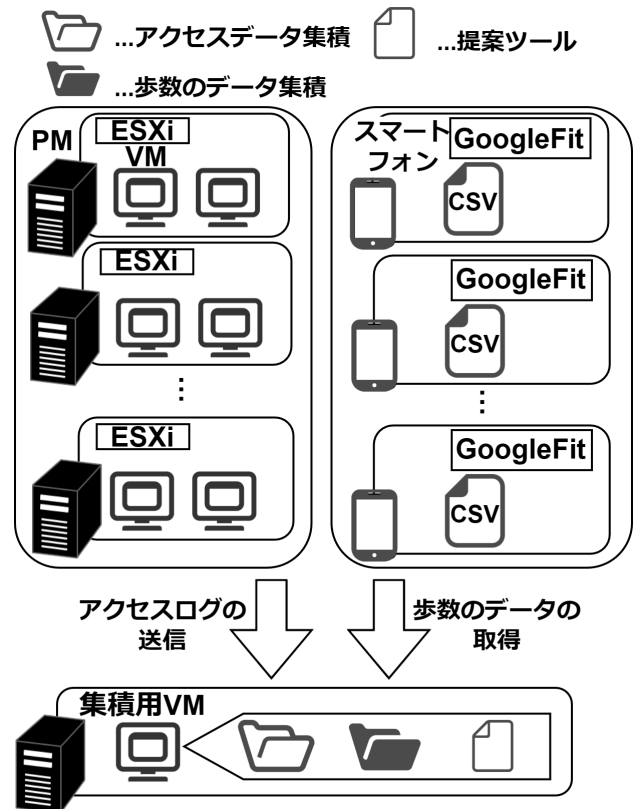 ...アクセスデータ集積
...提案ツール
...歩数のデータ集積
PM
ESXi
VM
ESXi
⋮
ESXi
スマート
フォン
GoogleFit
CSV
GoogleFit
CSV
⋮
GoogleFit
CSV
アクセスログの
送信
歩数のデータの
取得
集積用VM